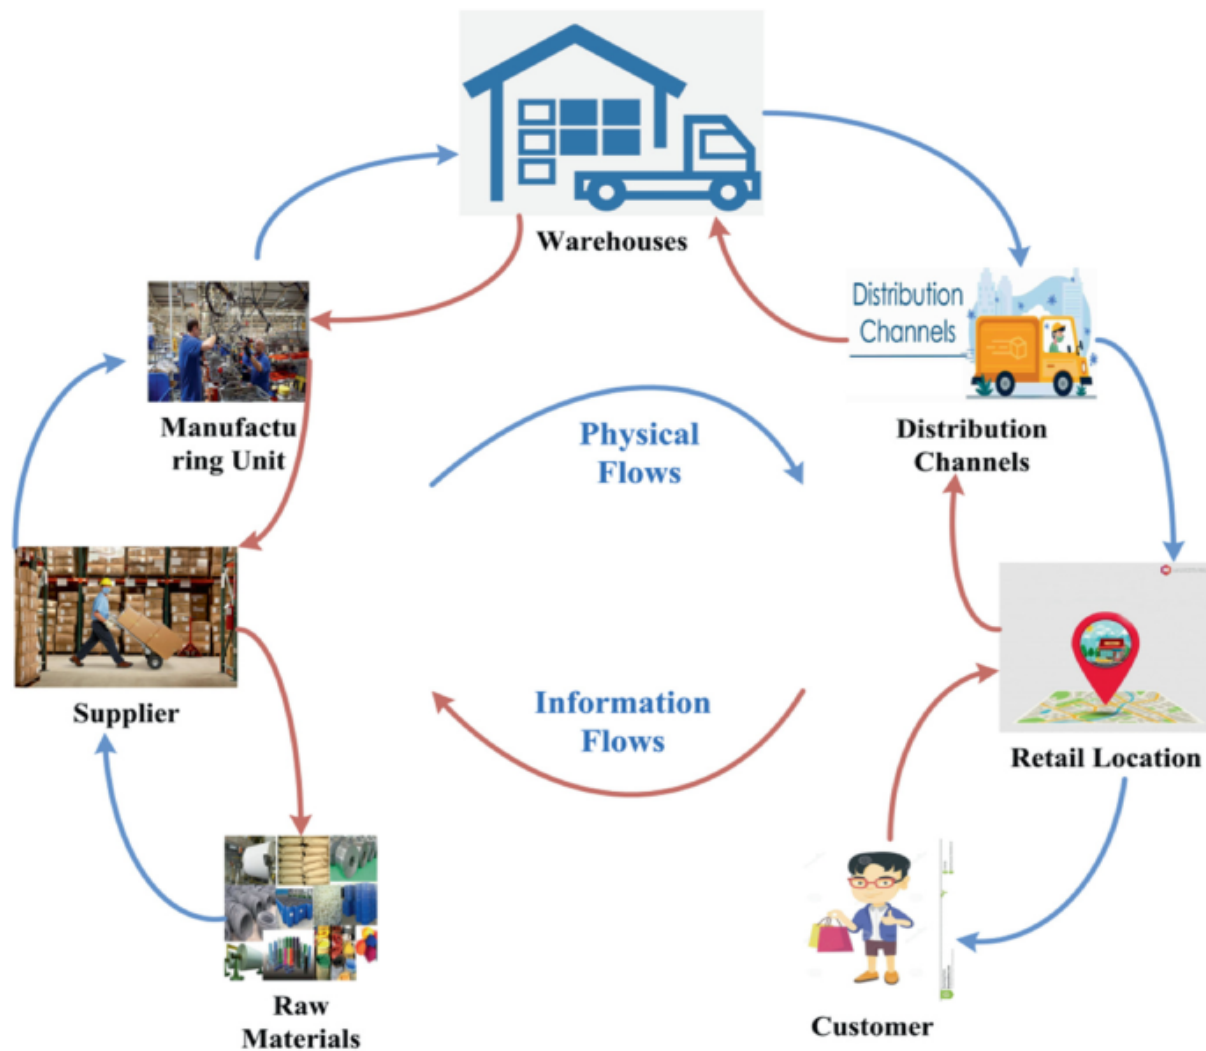 Warehouses
Distribution
Channels
Manufactu
ring Unit
Distribution
Channels
Physical
Flows
Supplier
Information
Flows
Retail Location
Raw
Materials
Customer